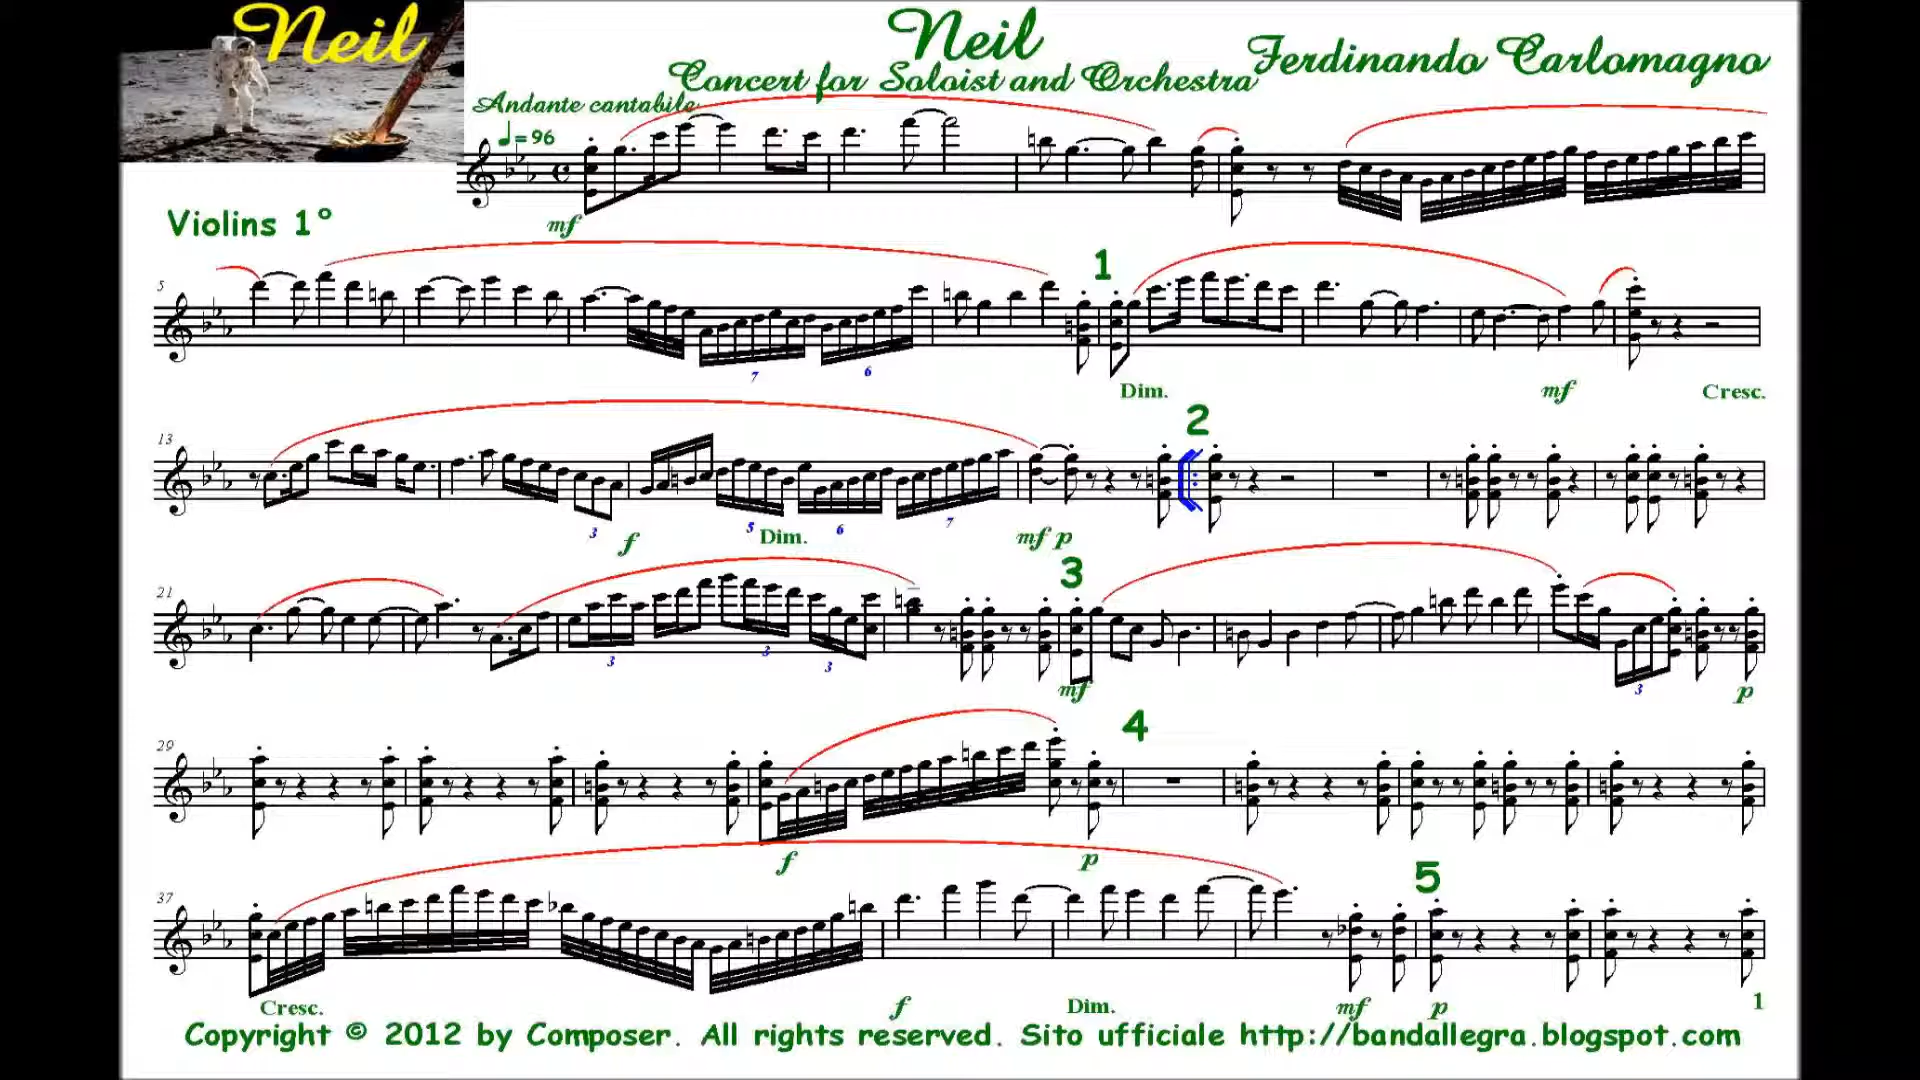 Neil
Neil
Concert for Soloist and Orchestra
Ferdinando Carlomagno
Andante cantabile
= 96
Violins 1°
mf
5
1
7
6
Dim.
mf
Cresc.
13
2
3
f
5
Dim.
6
7
mf p
21
3
3
3
3
mf
3
p
29
4
f
p
37
5
Cresc.
f
Dim.
mf
p
1
Copyright © 2012 by Composer. All rights reserved. Sito ufficiale http://bandallegra.blogspot.com